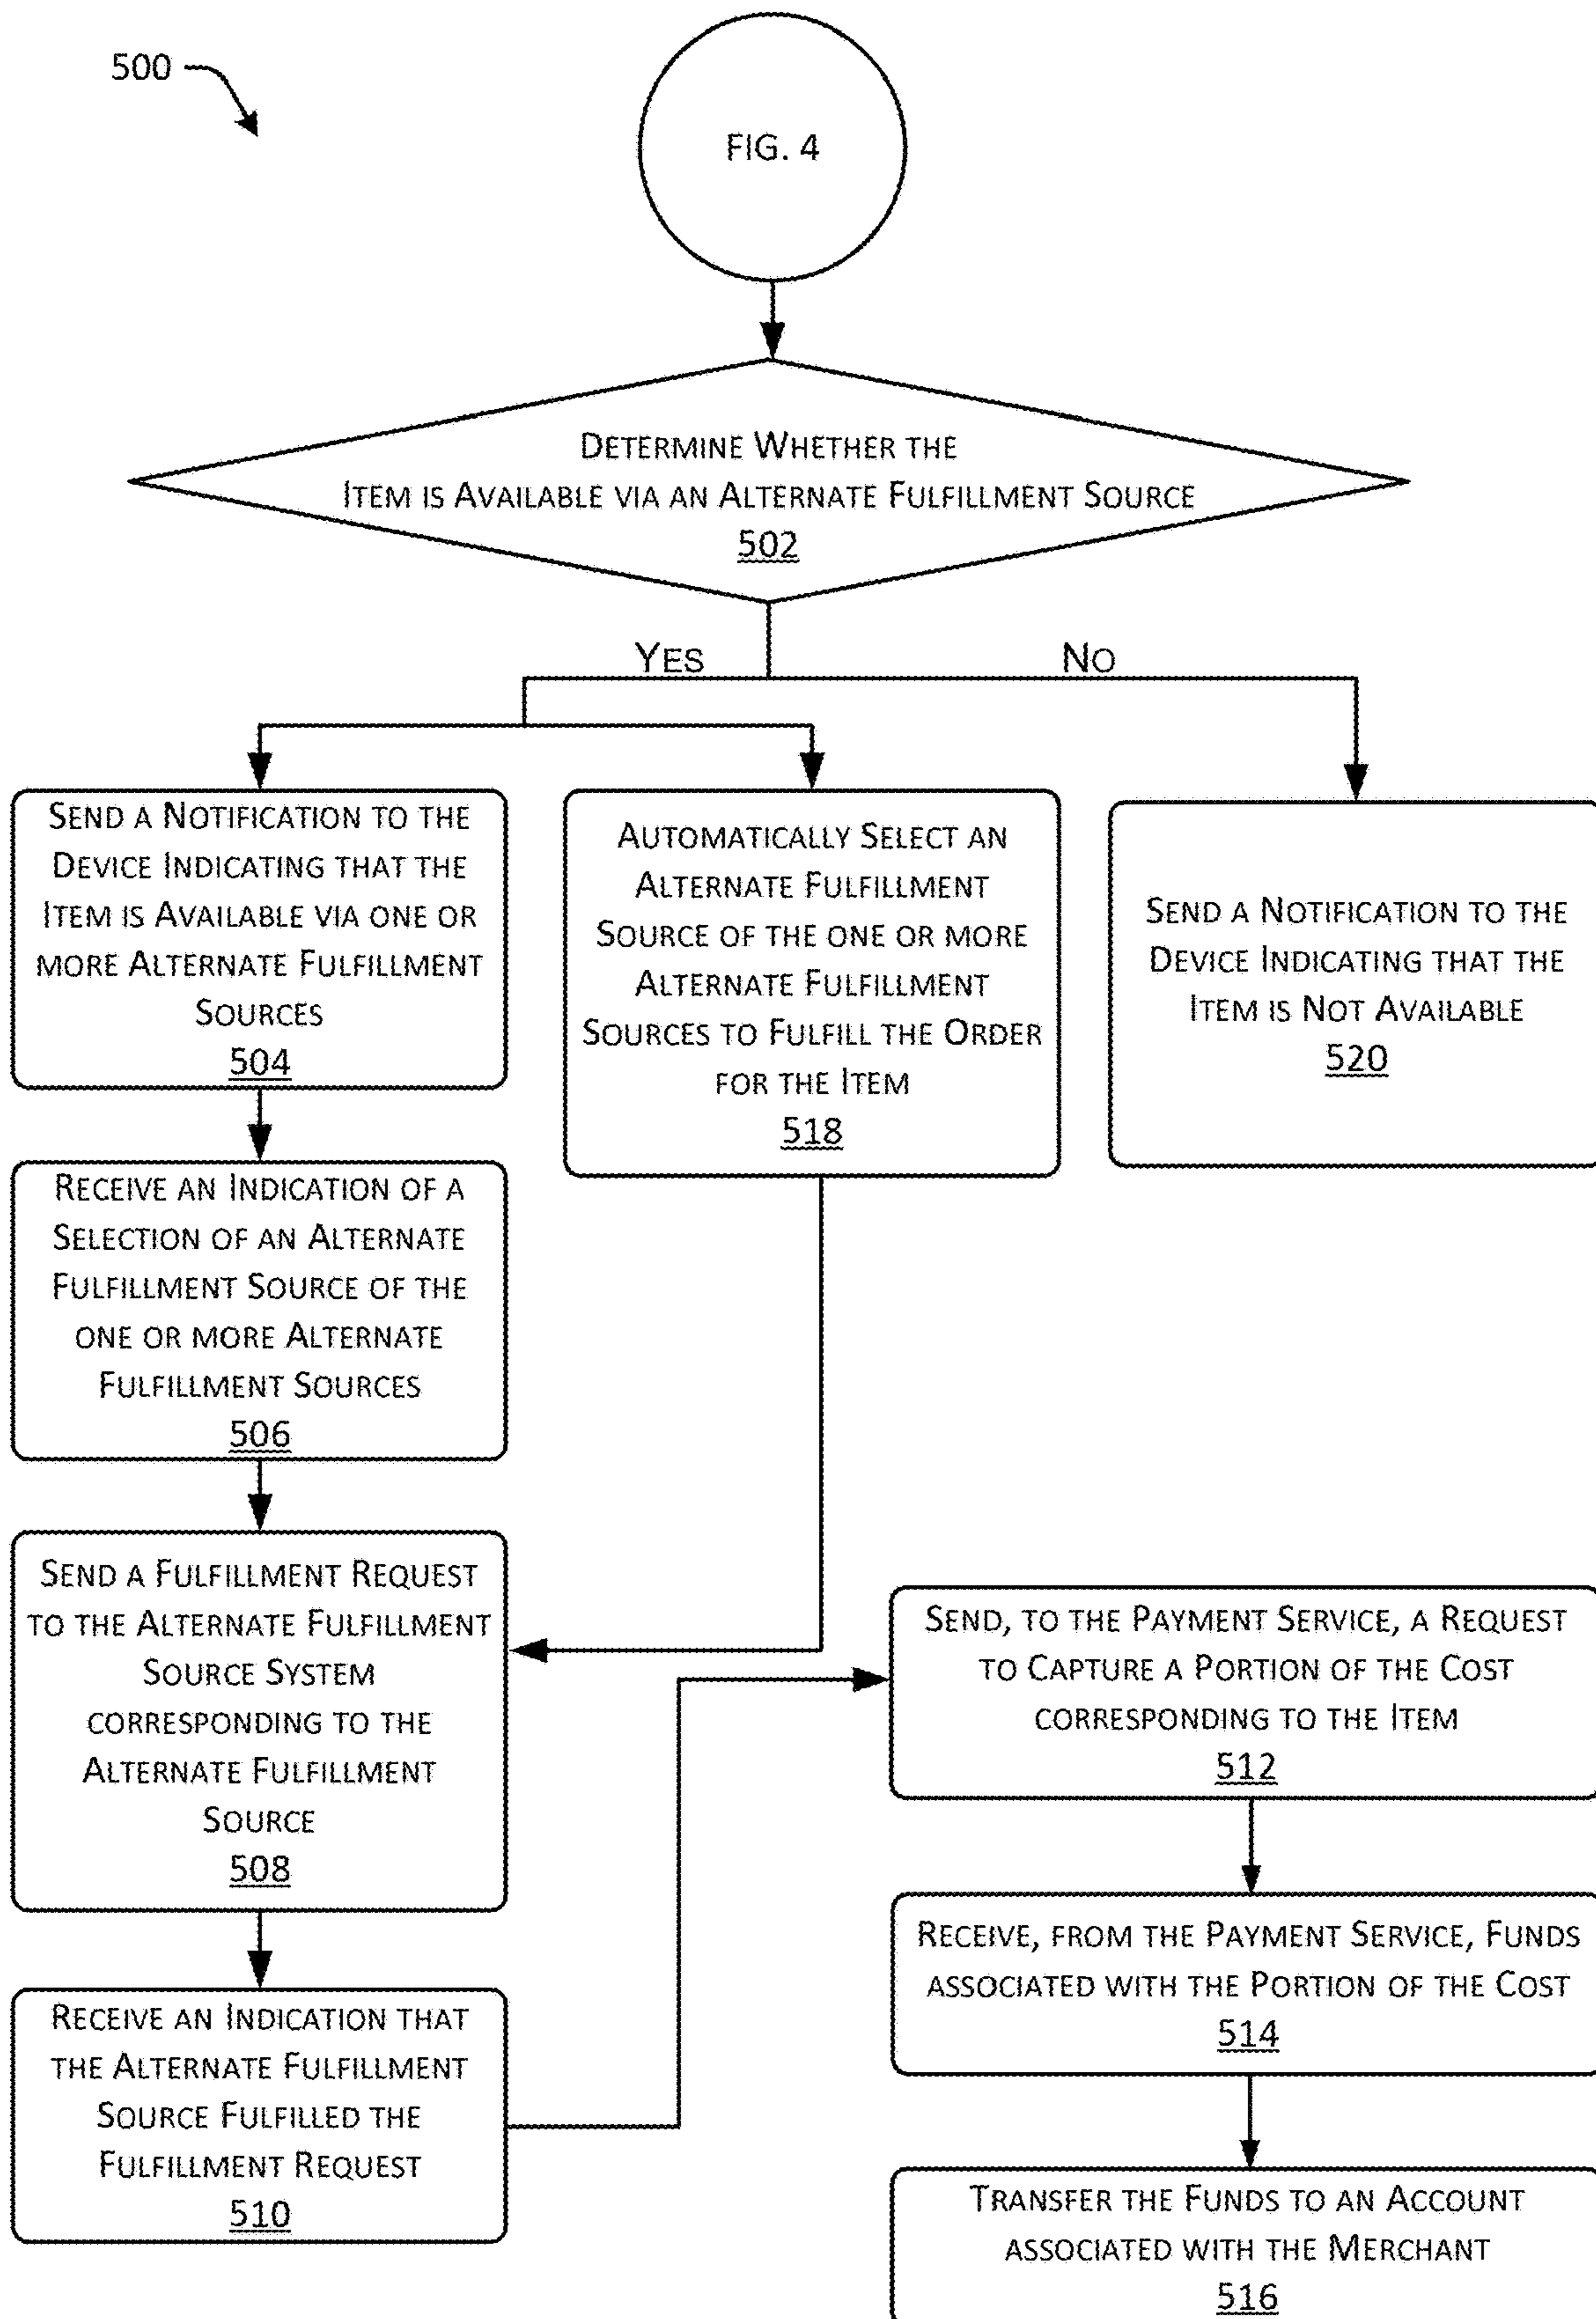 500
FIG. 4
DETERMINE WHETHER THE
ITEM IS AVAILABLE VIA AN ALTERNATE FULFILLMENT SOURCE
502
YES
NO
SEND A NOTIFICATION TO THE
DEVICE INDICATING THAT THE
ITEM IS AVAILABLE VIA ONE OR
MORE ALTERNATE FULFILLMENT
SOURCES
504
AUTOMATICALLY SELECT AN
ALTERNATE FULFILLMENT
SOURCE OF THE ONE OR MORE
ALTERNATE FULFILLMENT
SOURCES TO FULFILL THE ORDER
FOR THE ITEM
518
SEND A NOTIFICATION TO THE
DEVICE INDICATING THAT THE
ITEM IS NOT AVAILABLE
520
RECEIVE AN INDICATION OF A
SELECTION OF AN ALTERNATE
FULFILLMENT SOURCE OF THE
ONE OR MORE ALTERNATE
FULFILLMENT SOURCES
506
SEND A FULFILLMENT REQUEST
TO THE ALTERNATE FULFILLMENT
SOURCE SYSTEM
CORRESPONDING TO THE
ALTERNATE FULFILLMENT
SOURCE
508
RECEIVE AN INDICATION THAT
THE ALTERNATE FULFILLMENT
SOURCE FULFILLED THE
FULFILLMENT REQUEST
510
SEND, TO THE PAYMENT SERVICE, A REQUEST
TO CAPTURE A PORTION OF THE COST
CORRESPONDING TO THE ITEM
512
RECEIVE, FROM THE PAYMENT SERVICE, FUNDS
ASSOCIATED WITH THE PORTION OF THE COST
514
TRANSFER THE FUNDS TO AN ACCOUNT
ASSOCIATED WITH THE MERCHANT
516